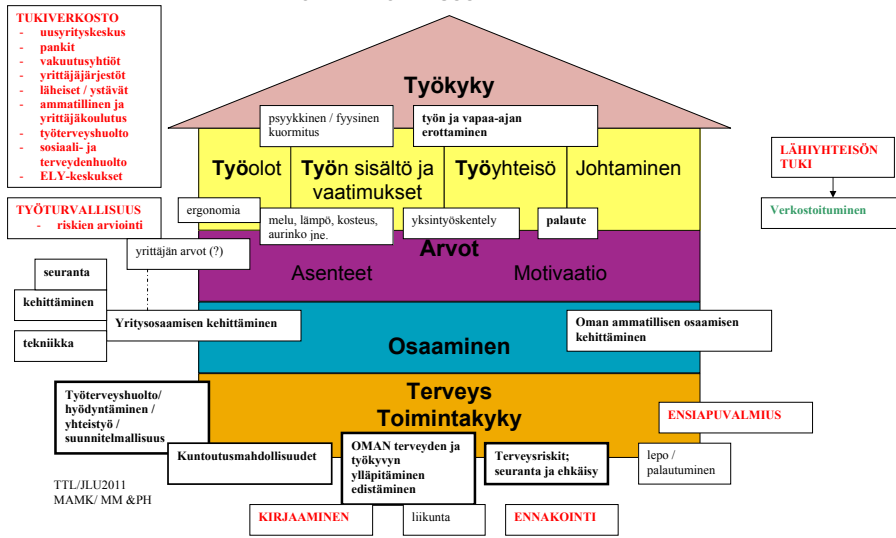 TUKIVERKOSTO
- uusyrityskeskus
- pankit
- vakuutusyhtiöt
- yrittäjäjärjestöt
- läheiset / ystävät
- ammatillinen ja
yrittäjäkoulutus
- työterveyshuolto
- sosiaali- ja
terveydenhuolto
- ELY-keskukset
TYÖTURVALLISUUS
- riskien arviointi
Työkyky
psyykkinen / fyysinen
kuormitus
työn ja vapaa-ajan
erottaminen
Työolot
Työn sisältö ja
vaatimukset
Työyhteisö
Johtaminen
LÄHIYHTEISÖN
TUKI
Verkostoituminen
ergonomia
melu, lämpö, kosteus,
aurinko jne.
yksintyöskentely
palaute
yrittäjän arvot (?)
Arvot
Asenteet
Motivaatio
seuranta
kehittäminen
tekniikka
Yritysosaamisen kehittäminen
Oman ammatillisen osaamisen
kehittäminen
Osaaminen
Terveys
Toimintakyky
Työterveyshuolto/
hyödyntäminen /
yhteistyö /
suunnitelmallisuus
ENSIAPUVALMIUS
Kuntoutusmahdollisuudet
OMAN terveyden ja
työkyvyn
ylläpitäminen
edistäminen
Terveysriskit;
seuranta ja ehkäisy
lepo /
palautuminen
TTL/JLU2011
MAMK/ MM &PH
KIRJAAMINEN
liikunta
ENNAKOINTI